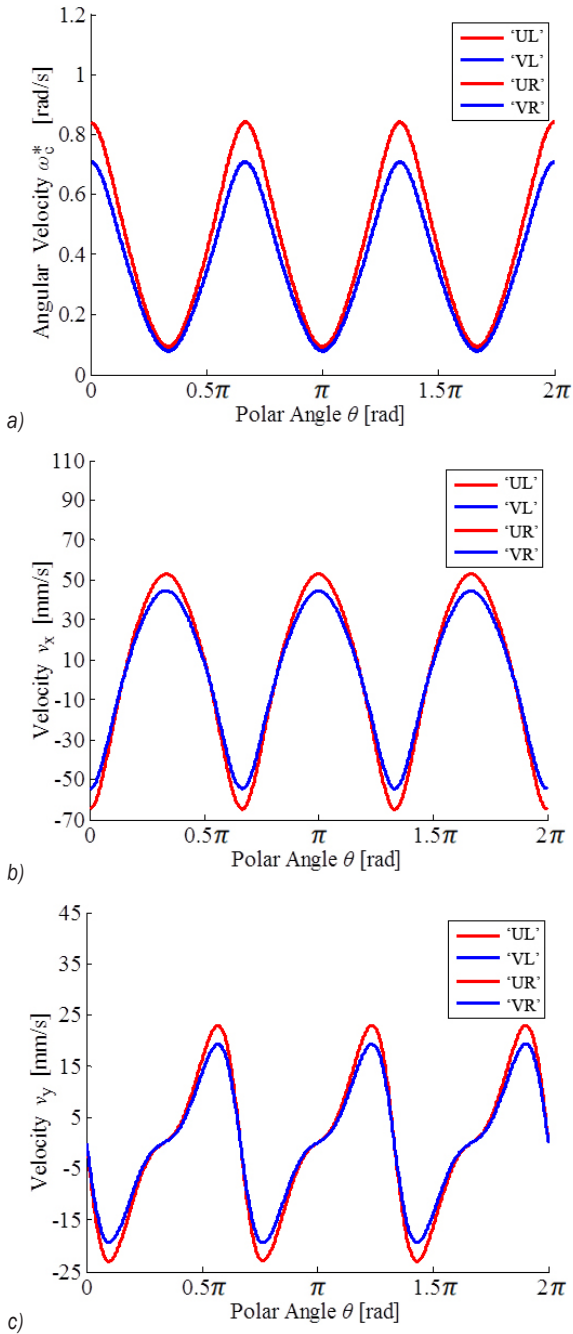 1.2
1
0.8
0.6
0.4
0.2
0
Angular Velocity ω*c [rad/s]
‘UL’
‘VL’
‘UR’
‘VR’
0 0.5π π 1.5π 2π
Polar Angle θ [rad]
a)
110
90
70
50
30
10
-10
-30
-50
-70
Velocity vx [mm/s]
‘UL’
‘VL’
‘UR’
‘VR’
0 0.5π π 1.5π 2π
Polar Angle θ [rad]
b)
45
35
25
15
5
-5
-15
-25
Velocity vy [mm/s]
‘UL’
‘VL’
‘UR’
‘VR’
0 0.5π π 1.5π 2π
Polar Angle θ [rad]
c)